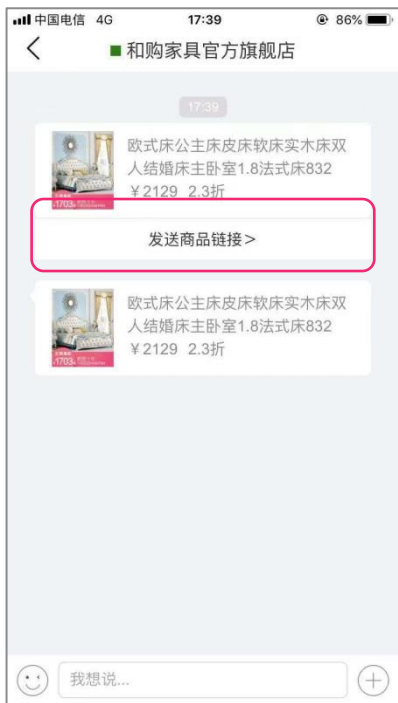 中国电信 4G 17:39 86%
和购家具官方旗舰店
17:39
欧式床公主床皮床软床实木床双
人结婚床主卧室1.8法式床832
￥2129 2.3折
1703
发送商品链接>
欧式床公主床皮床软床实木床双
人结婚床主卧室1.8法式床832
￥2129 2.3折
1703
我想说...